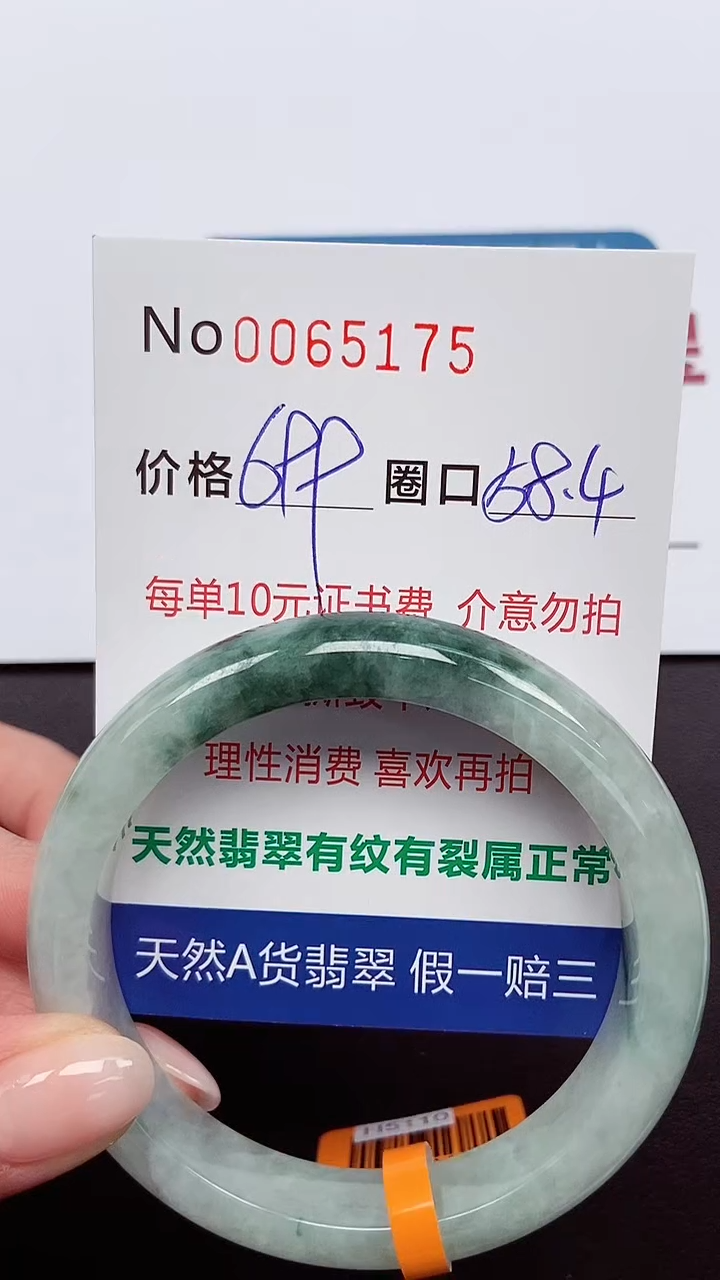 No0065175
价格699 圈口58.4
每单10元证书费 介意勿拍
理性消费 喜欢再拍
天然翡翠有纹有裂属正常
天然A货翡翠 假一赔三
H5110